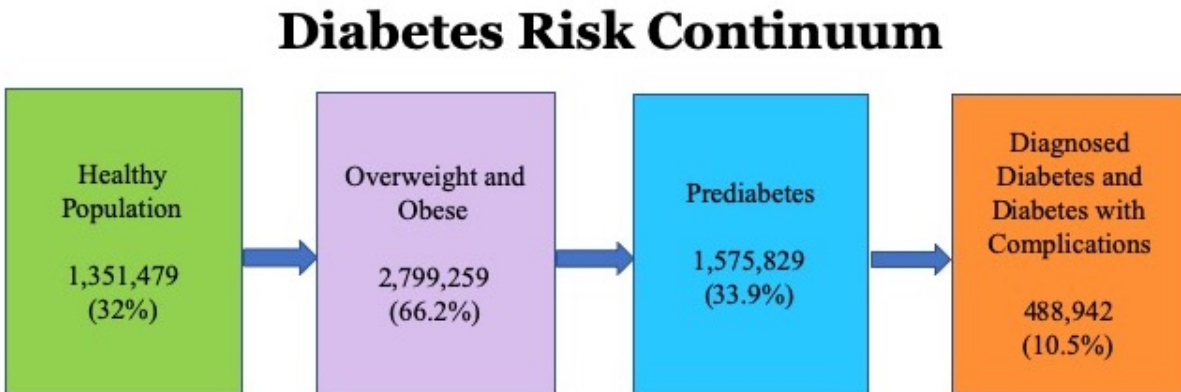 Diabetes Risk Continuum
Healthy
Population
1,351,479
(32%)
Overweight and
Obese
2,799,259
(66.2%)
Prediabetes
1,575,829
(33.9%)
Diagnosed
Diabetes and
Diabetes with
Complications
488,942
(10.5%)